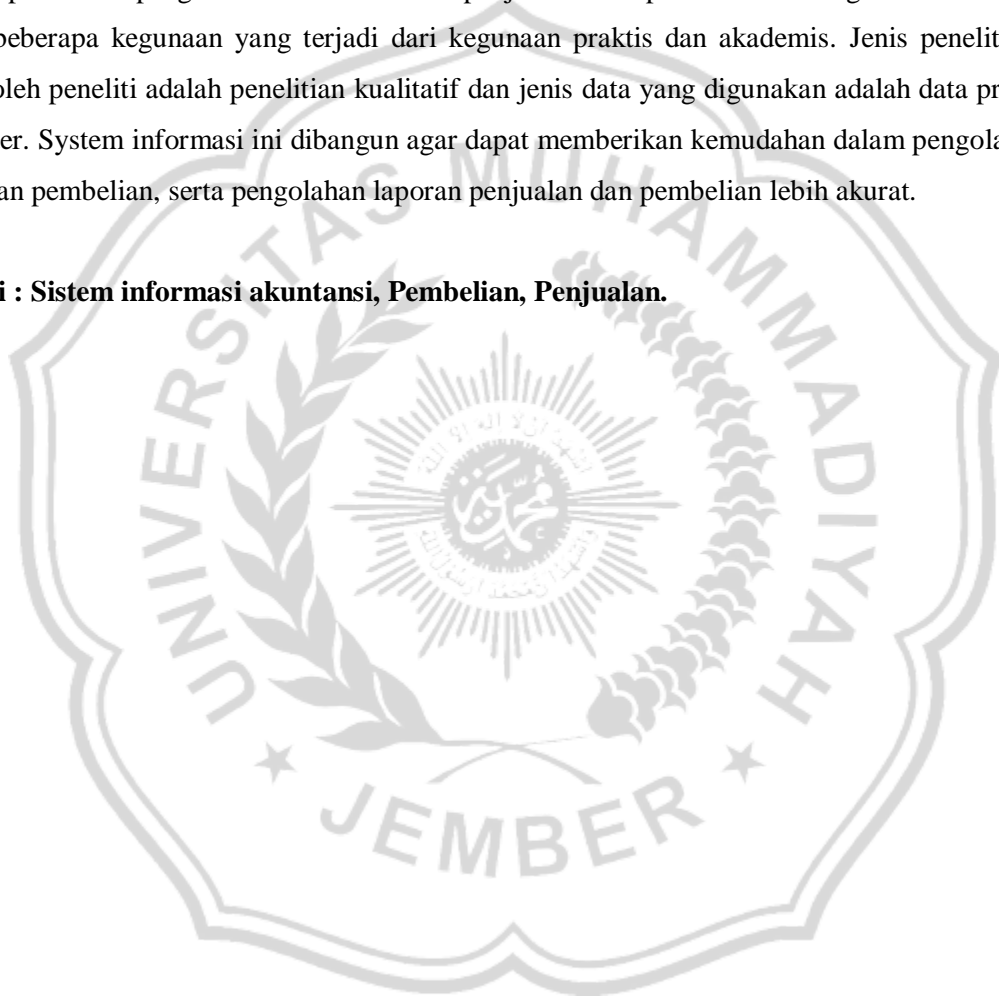 beberapa kegunaan yang terjadi dari kegunaan praktis dan akademis. Jenis penelit
oleh peneliti adalah penelitian kualitatif dan jenis data yang digunakan adalah data pr
er. System informasi ini dibangun agar dapat memberikan kemudahan dalam pengola
an pembelian, serta pengolahan laporan penjualan dan pembelian lebih akurat.
i : Sistem informasi akuntansi, Pembelian, Penjualan.
UNIVERSITAS MUHAMMADIYAH
JEMBER